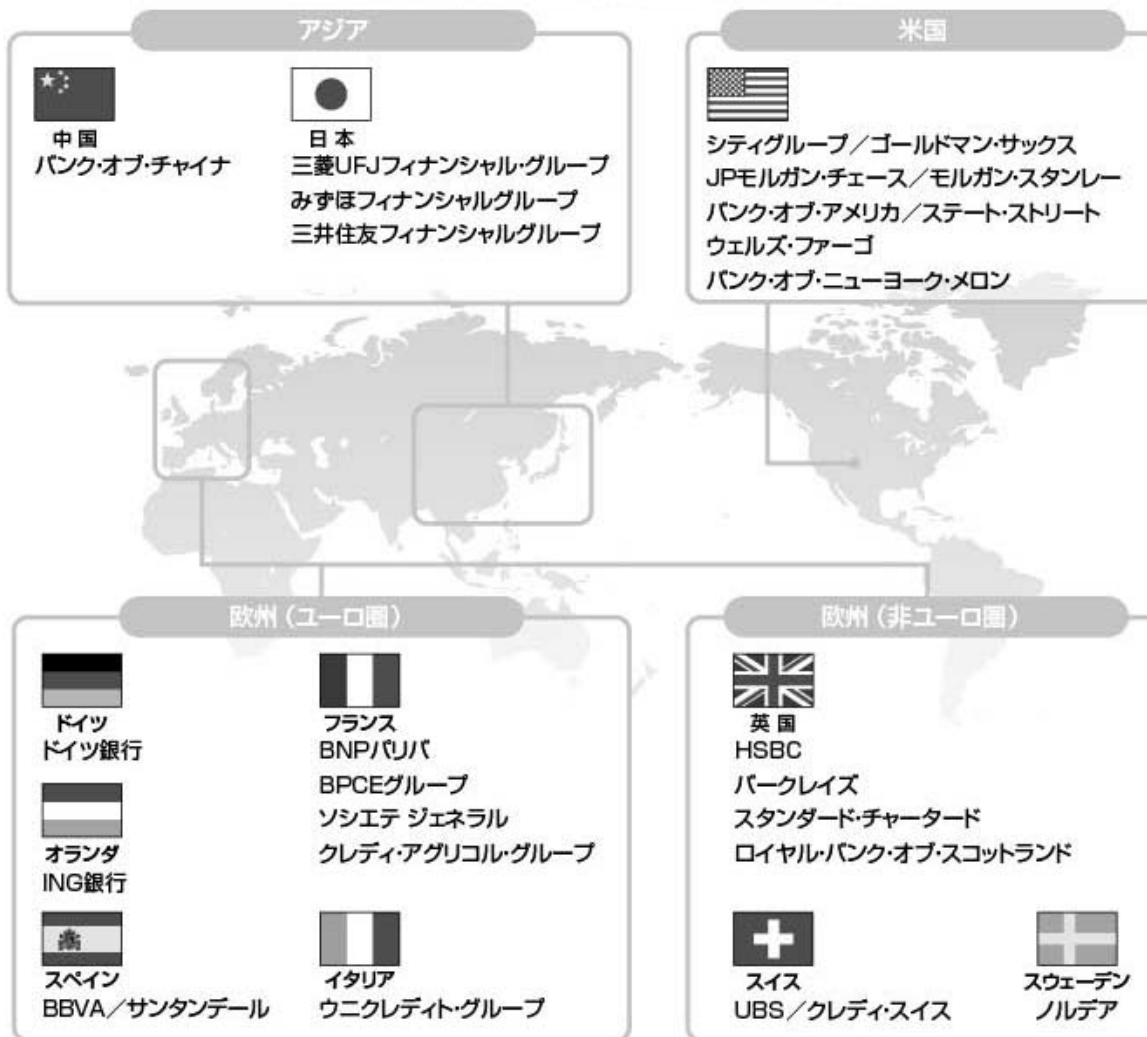 アジア
中国
バンク・オブ・チャイナ
日本
三菱UFJフィナンシャル・グループ
みずほフィナンシャルグループ
三井住友フィナンシャルグループ
米国
シティグループ／ゴールドマン・サックス
JPモルガン・チェース／モルガン・スタンレー
バンク・オブ・アメリカ／ステート・ストリート
ウェルズ・ファーゴ
バンク・オブ・ニューヨーク・メロン
欧州（ユーロ圏）
ドイツ
ドイツ銀行
オランダ
ING銀行
スペイン
BBVA／サンタンデール
フランス
BNPパリバ
BPCEグループ
ソシエテ ジェネラル
クレディ・アグリコル・グループ
イタリア
ウニクレディト・グループ
欧州（非ユーロ圏）
英国
HSBC
バークレイズ
スタンダード・チャータード
ロイヤル・バンク・オブ・スコットランド
スイス
UBS／クレディ・スイス
スウェーデン
ノルデア